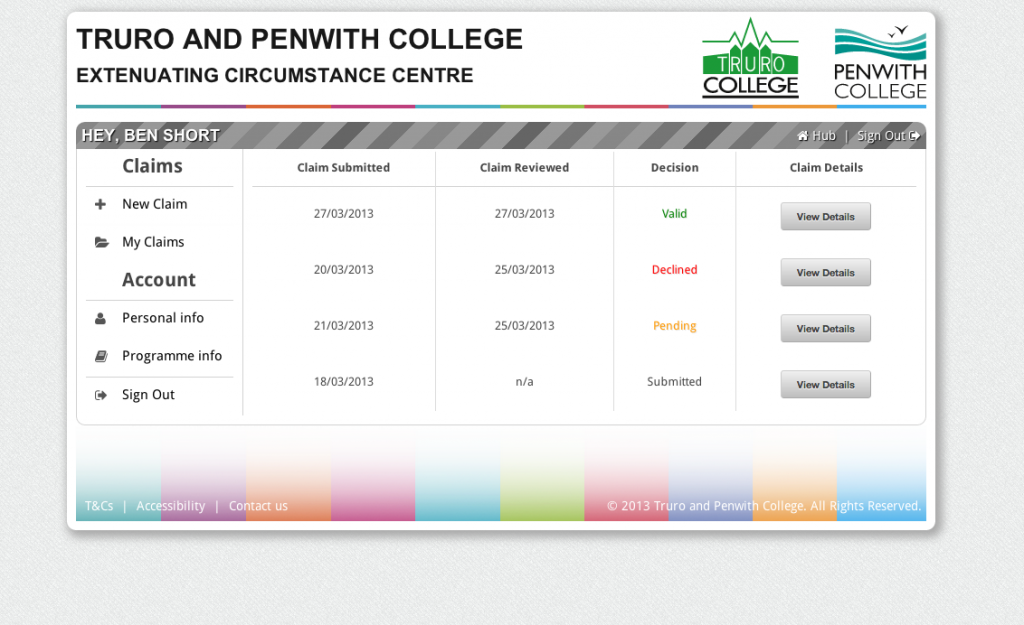 TRURO AND PENWITH COLLEGE
EXTENUATING CIRCUMSTANCE CENTRE
TRURO
COLLEGE
PENWITH
COLLEGE
HEY, BEN SHORT
Hub | Sign Out
Claims
New Claim
My Claims
Account
Personal info
Programme info
Sign Out
Claim Submitted Claim Reviewed Decision Claim Details
27/03/2013 27/03/2013 Valid View Details
20/03/2013 25/03/2013 Declined View Details
21/03/2013 25/03/2013 Pending View Details
18/03/2013 n/a Submitted View Details
T&Cs | Accessibility | Contact us
© 2013 Truro and Penwith College. All Rights Reserved.